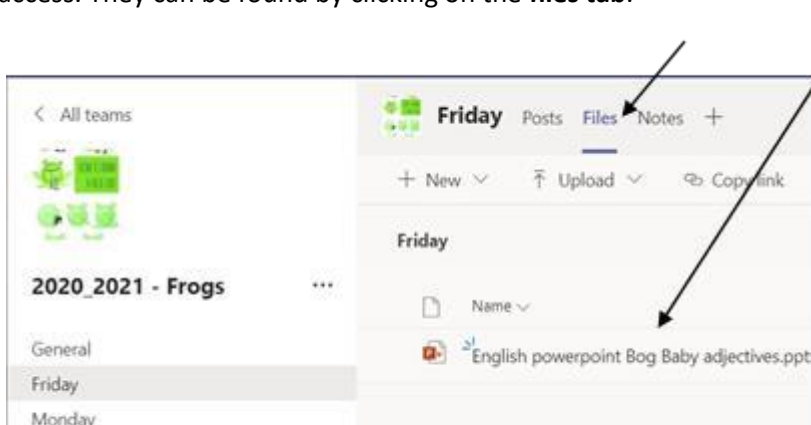 access. They can be found by clicking on the files tab.
< All teams
Friday Posts Files Notes +
+ New Upload Copy link
Friday
2020_2021 - Frogs ...
Name
General
English powerpoint Bog Baby adjectives.ppt
Friday
Monday